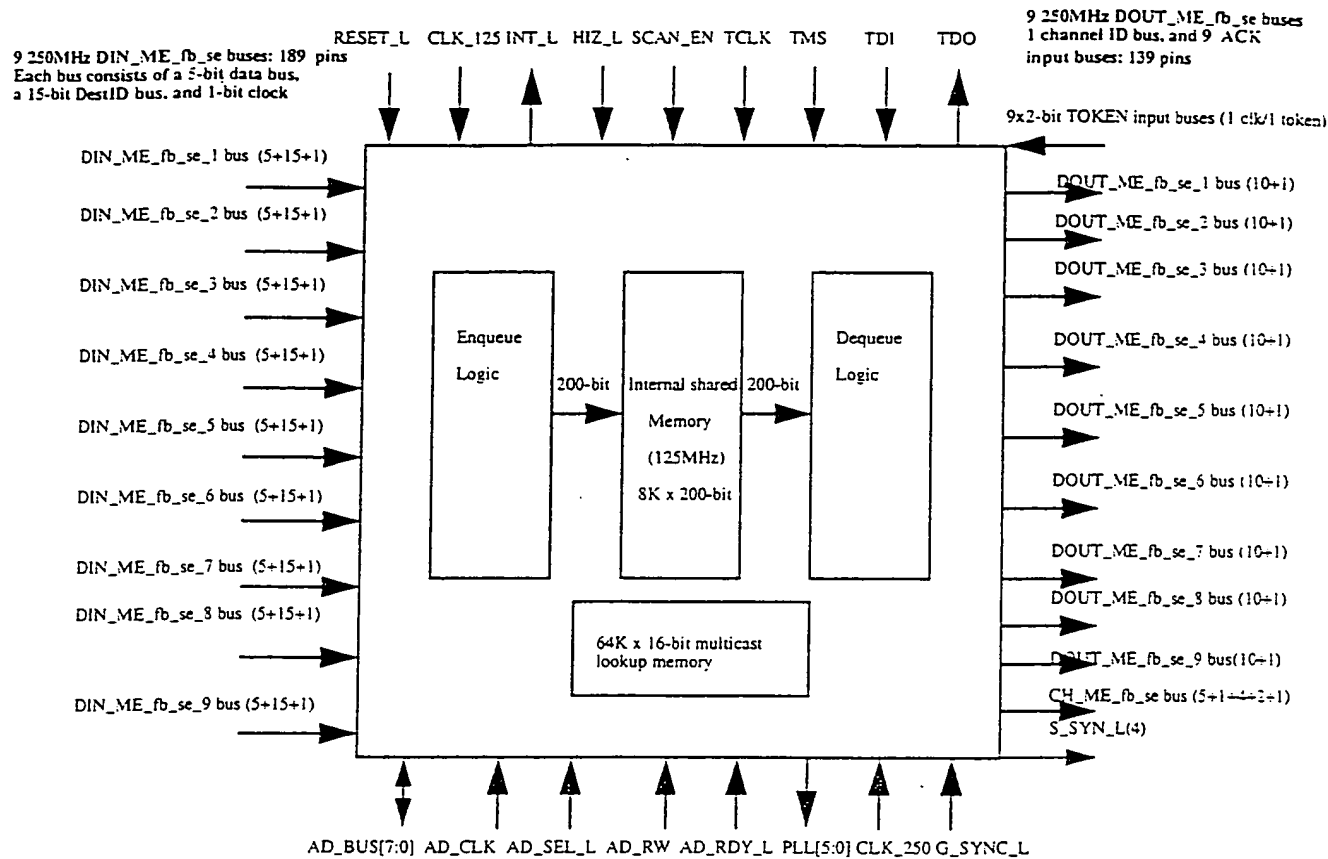 9 250MHz DIN_ME_fb_se buses: 189 pins
Each bus consists of a 5-bit data bus,
a 15-bit DestID bus, and 1-bit clock
RESET_L CLK_125 INT_L HIZ_L SCAN_EN TCLK TMS TDI TDO
9 250MHz DOUT_ME_fb_se buses
1 channel ID bus, and 9 ACK
input buses: 139 pins
9x2-bit TOKEN input buses (1 clk/1 token)
DIN_ME_fb_se_1 bus (5+15+1)
DIN_ME_fb_se_2 bus (5+15+1)
DIN_ME_fb_se_3 bus (5+15+1)
DIN_ME_fb_se_4 bus (5+15+1)
DIN_ME_fb_se_5 bus (5+15+1)
DIN_ME_fb_se_6 bus (5+15+1)
DIN_ME_fb_se_7 bus (5+15+1)
DIN_ME_fb_se_8 bus (5+15+1)
DIN_ME_fb_se_9 bus (5+15+1)
Enqueue
Logic
200-bit
Internal shared
Memory
(125MHz)
8K x 200-bit
200-bit
Dequeue
Logic
64K x 16-bit multicast
lookup memory
DOUT_ME_fb_se_1 bus (10+1)
DOUT_ME_fb_se_2 bus (10+1)
DOUT_ME_fb_se_3 bus (10+1)
DOUT_ME_fb_se_4 bus (10+1)
DOUT_ME_fb_se_5 bus (10+1)
DOUT_ME_fb_se_6 bus (10+1)
DOUT_ME_fb_se_7 bus (10+1)
DOUT_ME_fb_se_8 bus (10+1)
DOUT_ME_fb_se_9 bus(10+1)
CH_ME_fb_se bus (5+1+4+2+1)
S_SYN_L(4)
AD_BUS[7:0] AD_CLK AD_SEL_L AD_RW AD_RDY_L PLL[5:0] CLK_250 G_SYNC_L